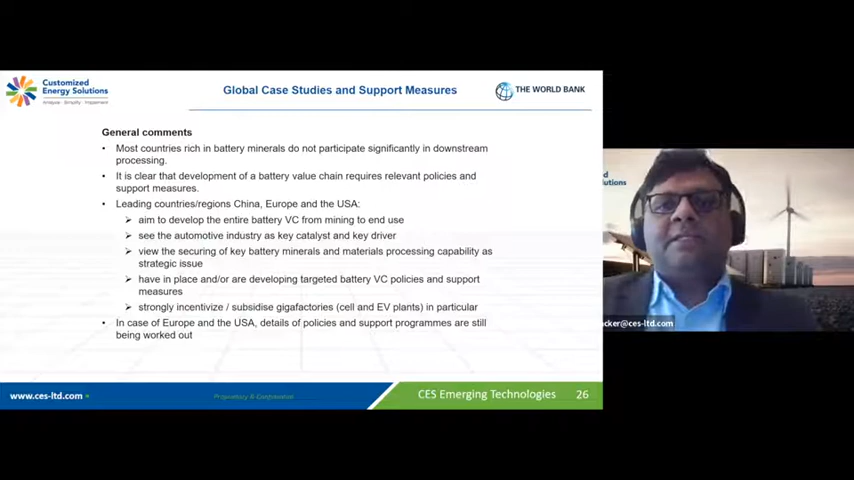 Customized
Energy Solutions
Analyze · Simplify · Implement
Global Case Studies and Support Measures
THE WORLD BANK
General comments
• Most countries rich in battery minerals do not participate significantly in downstream
processing.
• It is clear that development of a battery value chain requires relevant policies and
support measures.
• Leading countries/regions China, Europe and the USA:
➢ aim to develop the entire battery VC from mining to end use
➢ see the automotive industry as key catalyst and key driver
➢ view the securing of key battery minerals and materials processing capability as
strategic issue
➢ have in place and/or are developing targeted battery VC policies and support
measures
➢ strongly incentivize / subsidise gigafactories (cell and EV plants) in particular
• In case of Europe and the USA, details of policies and support programmes are still
being worked out
www.ces-ltd.com
CES Emerging Technologies
26
lutions
cker@ces-ltd.com